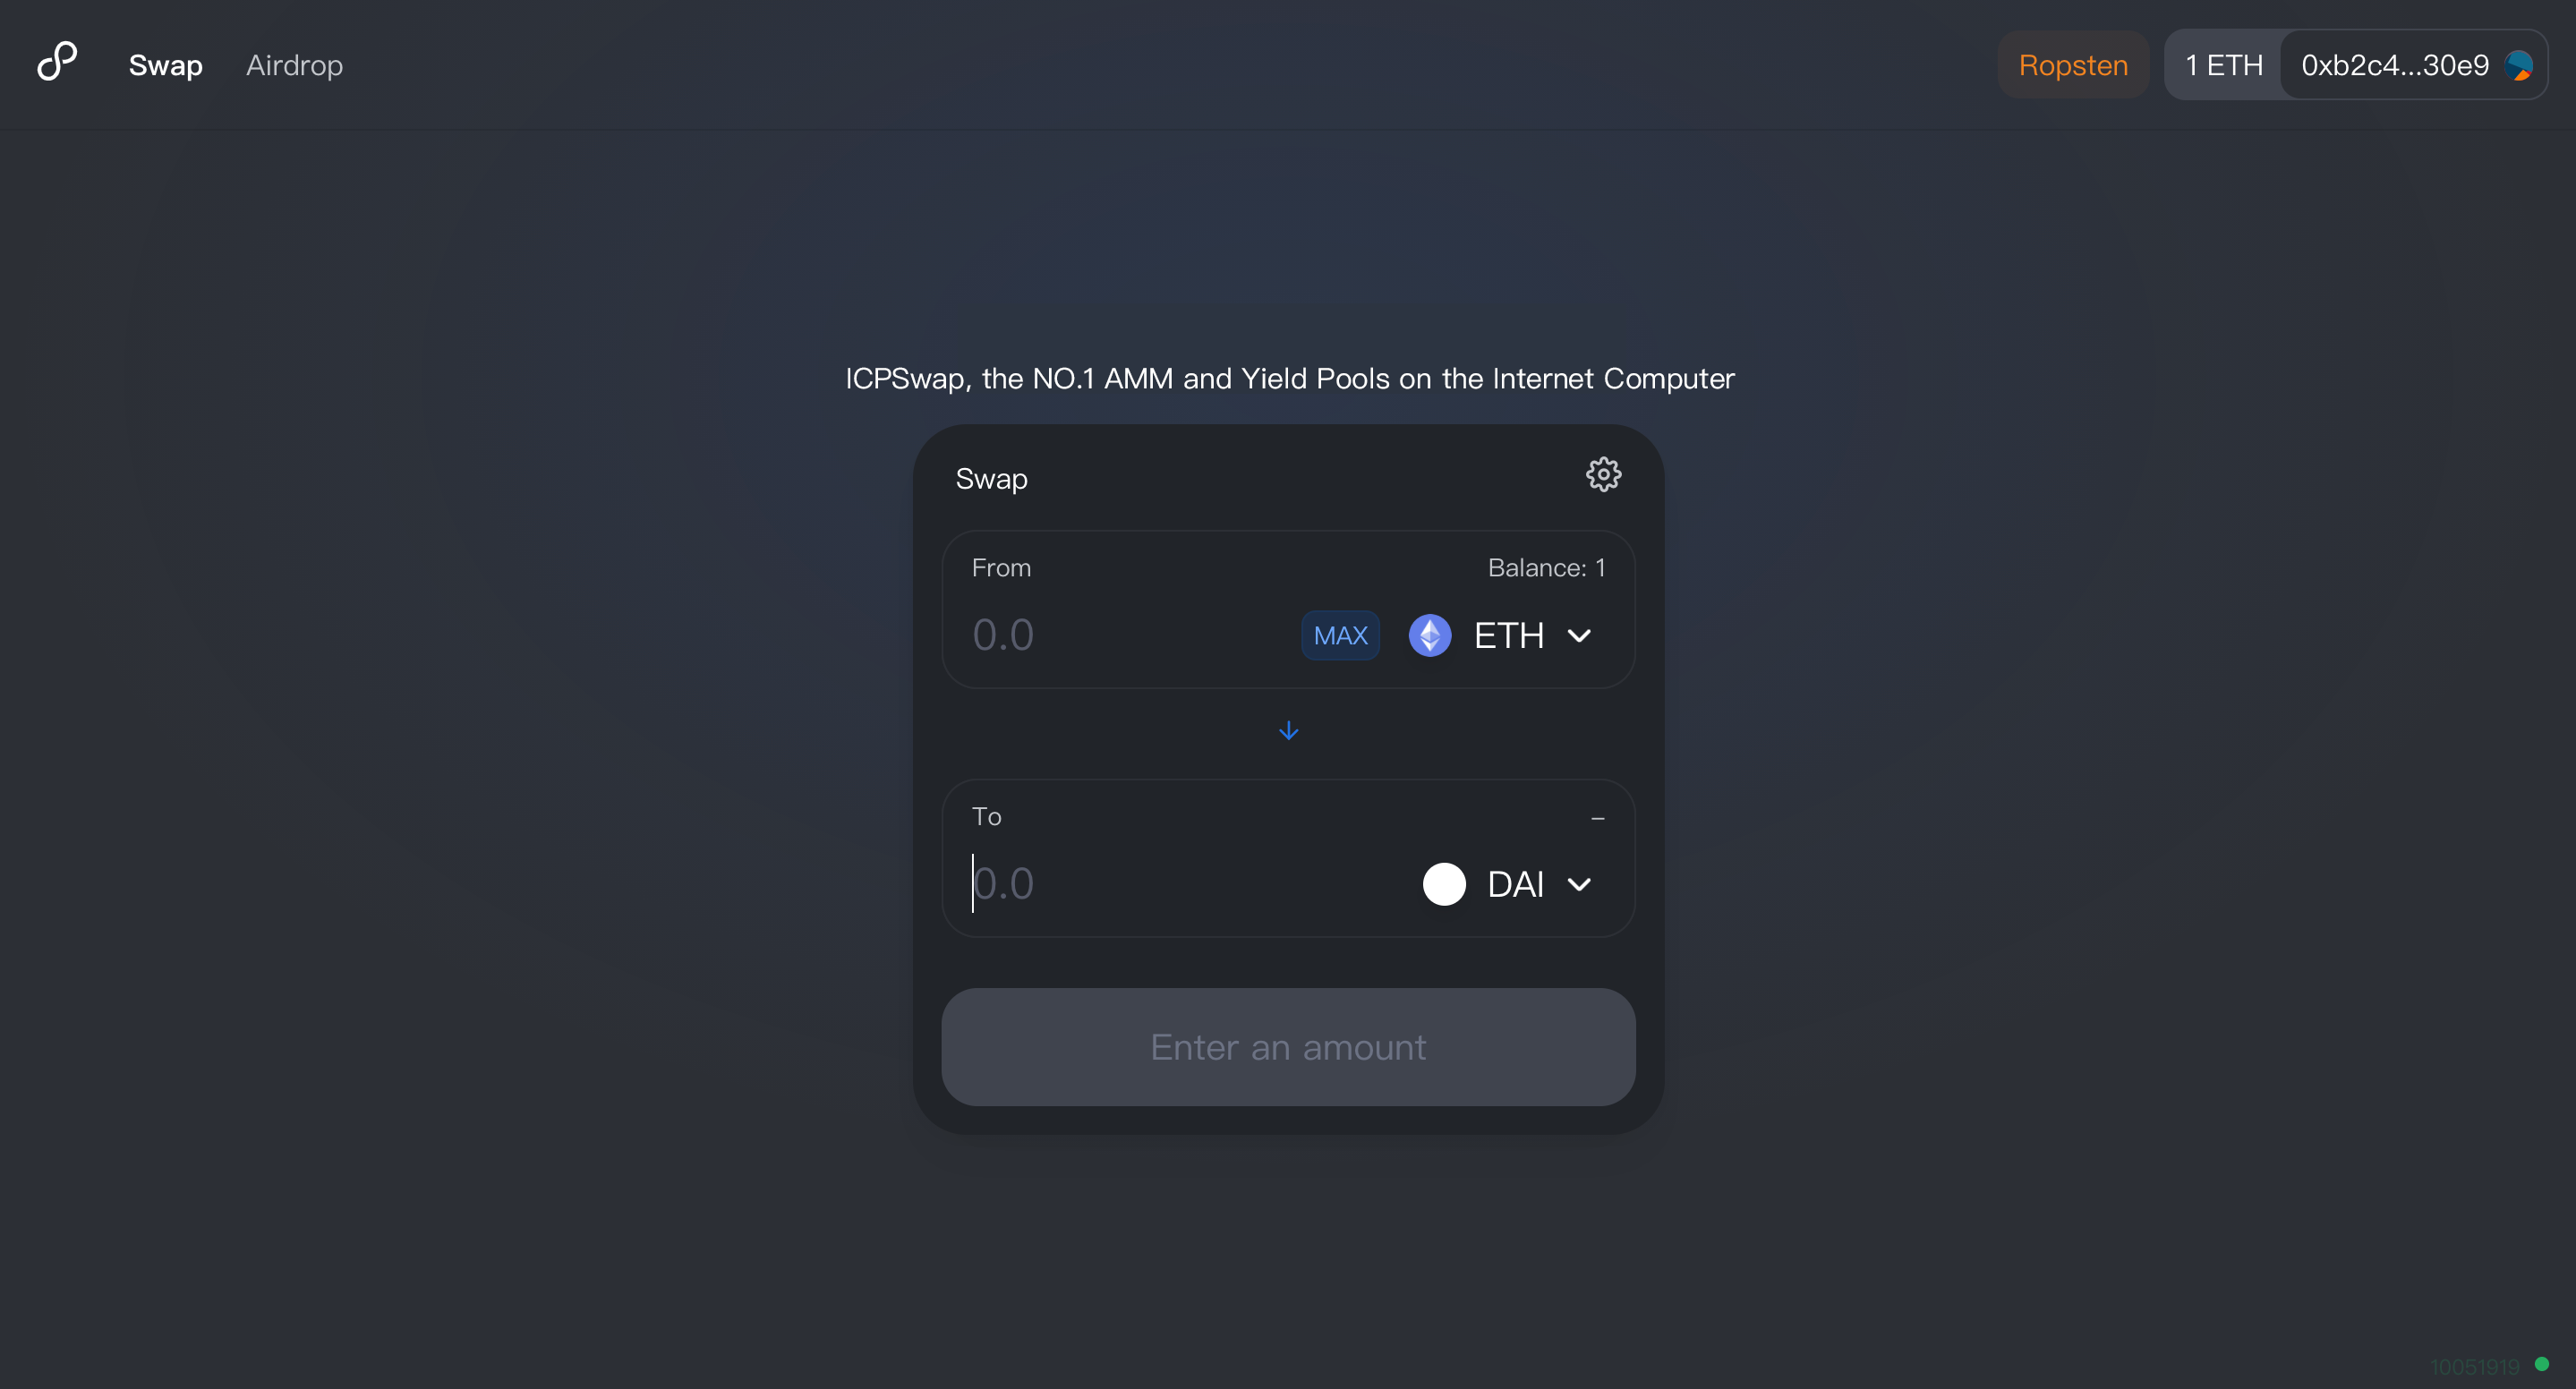 Swap Airdrop Ropsten 1 ETH 0xb2c4...30e9
ICPSwap, the NO.1 AMM and Yield Pools on the Internet Computer
Swap
From Balance: 1
0.0 MAX ETH
To –
0.0 DAI
Enter an amount
10051919